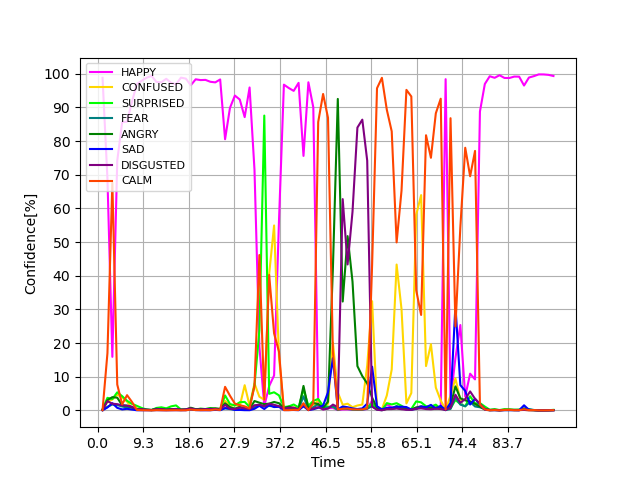 HAPPY
CONFUSED
SURPRISED
FEAR
ANGRY
SAD
DISGUSTED
CALM
100
90
80
70
60
50
40
30
20
10
0
Confidence[%]
0.0 9.3 18.6 27.9 37.2 46.5 55.8 65.1 74.4 83.7
Time